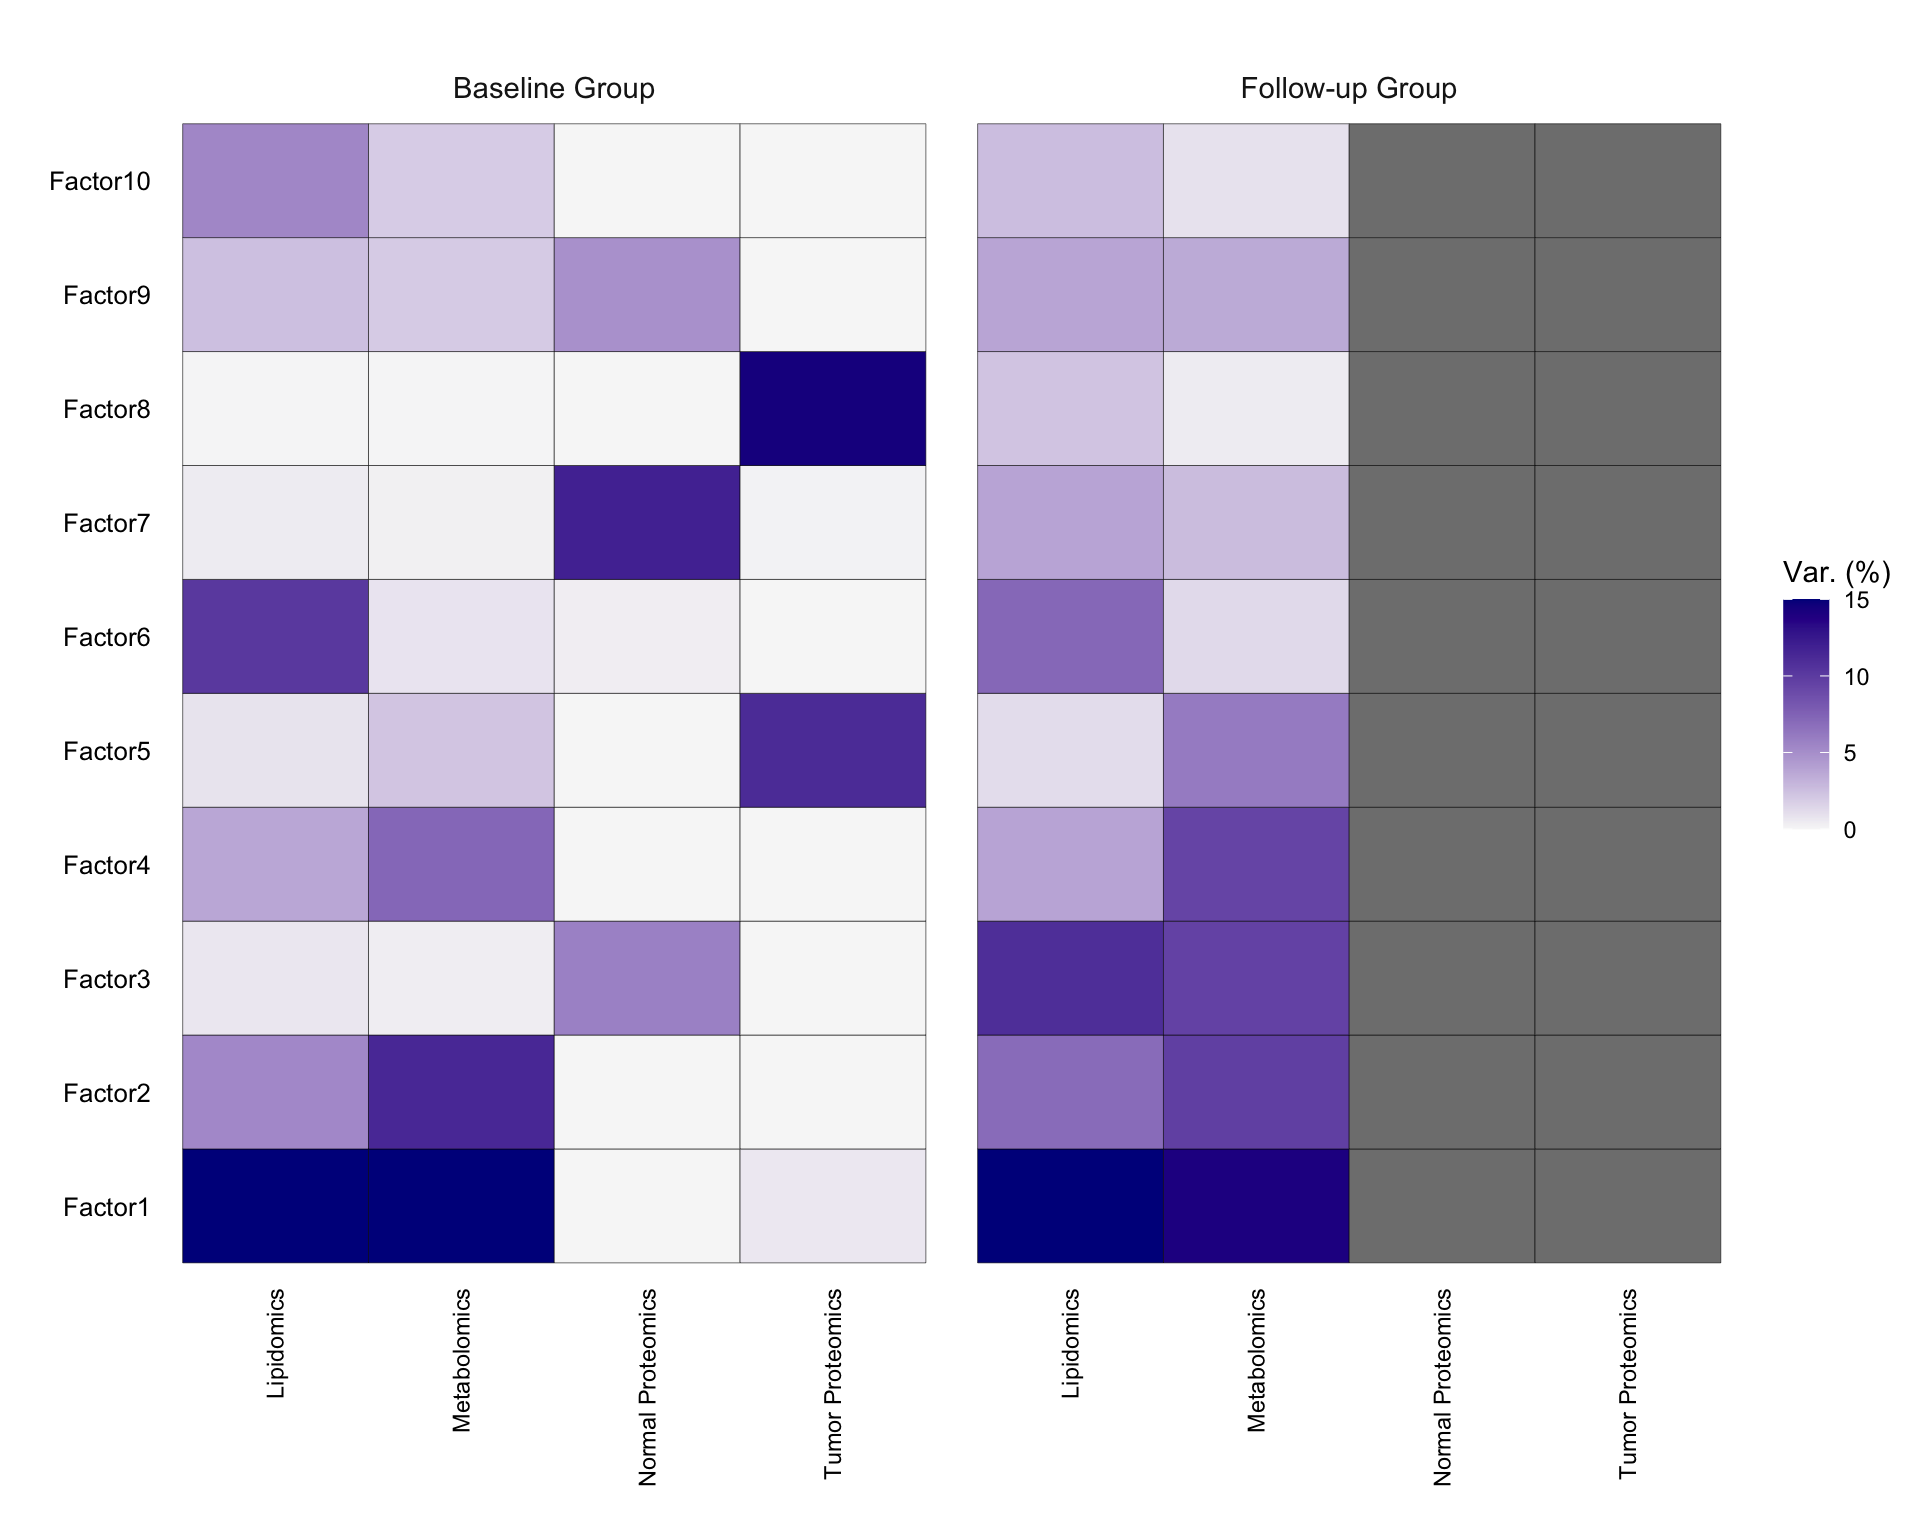 Baseline Group
Follow-up Group
Factor10
Factor9
Factor8
Factor7
Factor6
Factor5
Factor4
Factor3
Factor2
Factor1
Var. (%)
15
10
5
0
Lipidomics
Metabolomics
Normal Proteomics
Tumor Proteomics
Lipidomics
Metabolomics
Normal Proteomics
Tumor Proteomics